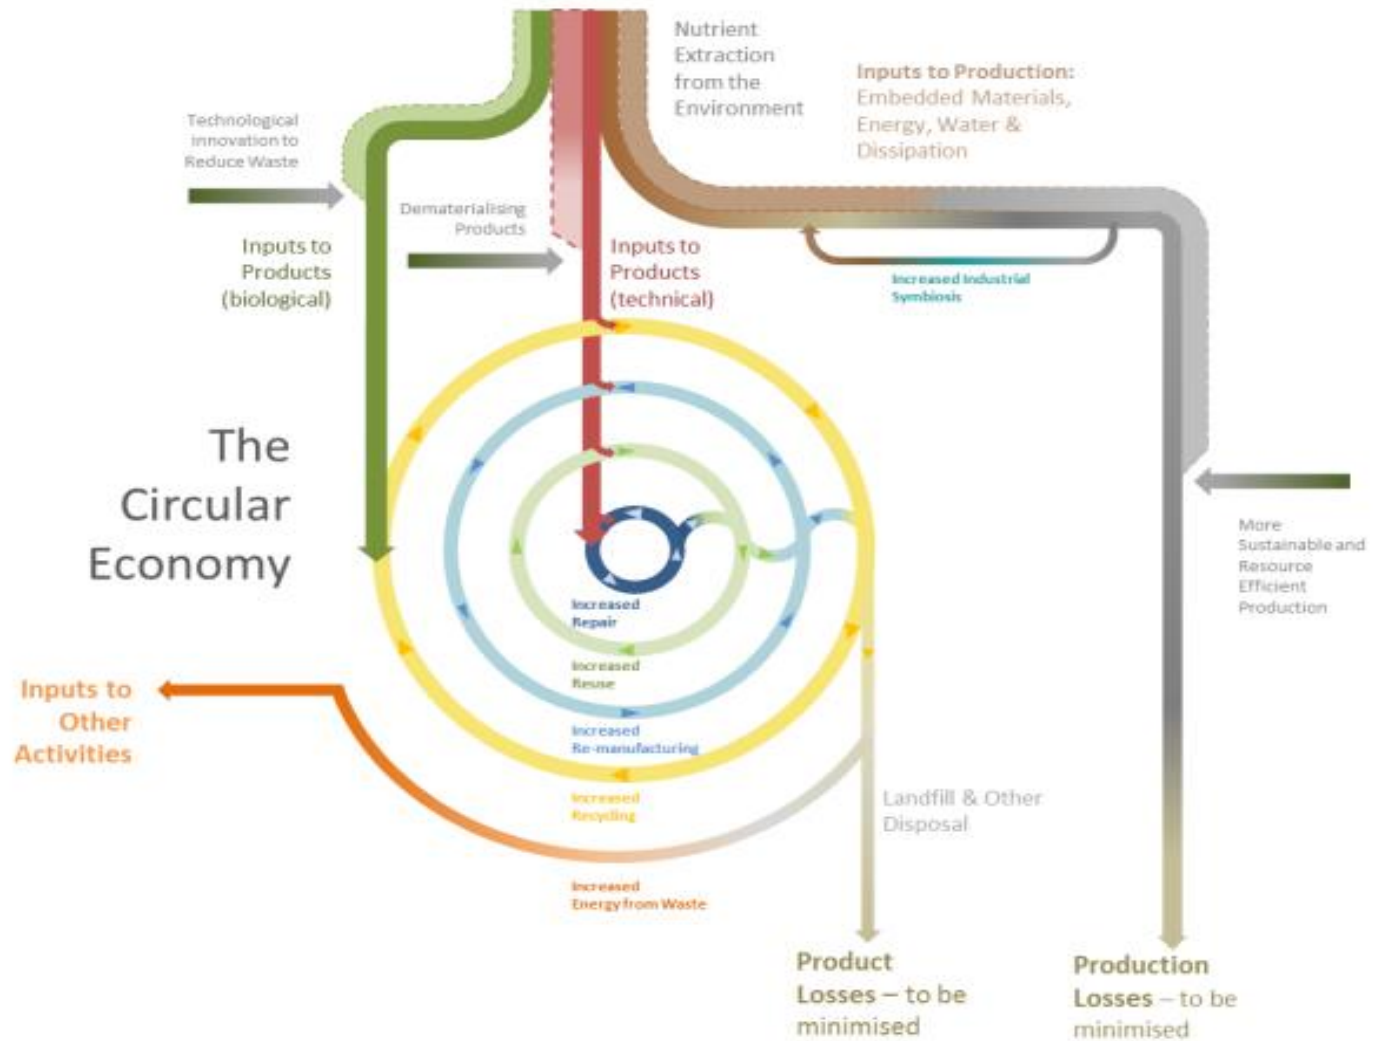 Nutrient
Extraction
from the
Environment
Inputs to Production:
Embedded Materials,
Energy, Water &
Dissipation
Technological
innovation to
Reduce Waste
Dematerialising
Products
Inputs to
Products
(biological)
Inputs to
Products
(technical)
Increased Industrial
Symbiosis
The
Circular
Economy
More
Sustainable and
Resource
Efficient
Production
Increased
Repair
Increased
Reuse
Increased
Re-manufacturing
Increased
Recycling
Inputs to
Other
Activities
Landfill & Other
Disposal
Increased
Energy from Waste
Product
Losses – to be
minimised
Production
Losses – to be
minimised